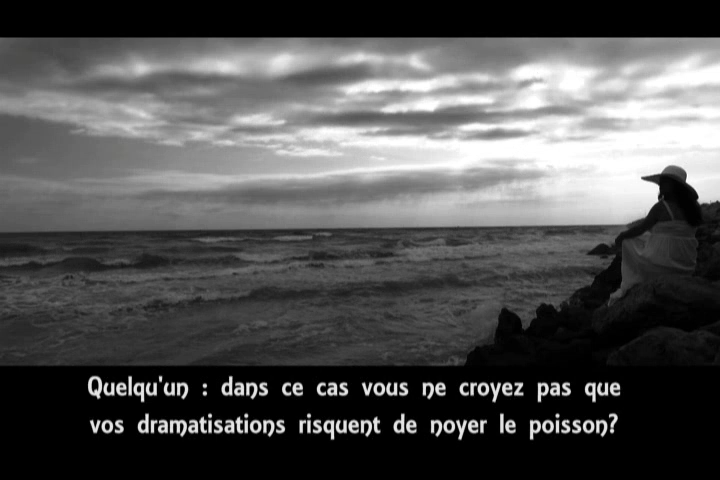 Quelqu'un : dans ce cas vous ne croyez pas que
vos dramatisations risquent de noyer le poisson?